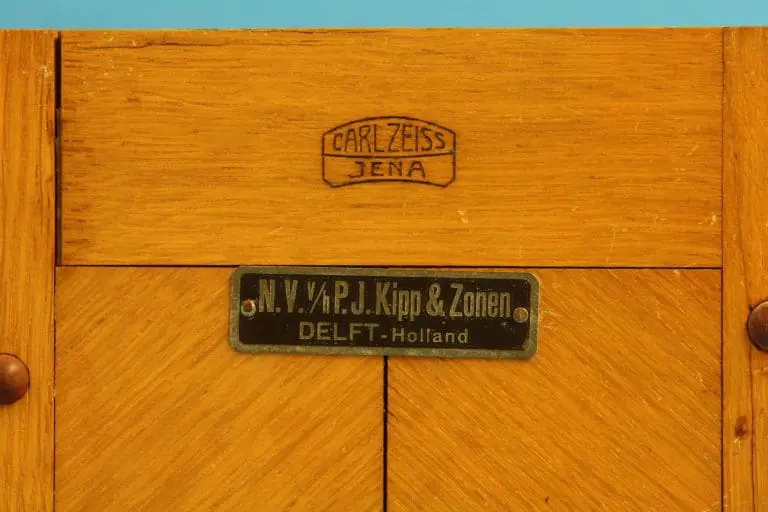 CARL ZEISS
JENA
N.V. v/h P.J. Kipp & Zonen
DELFT - Holland